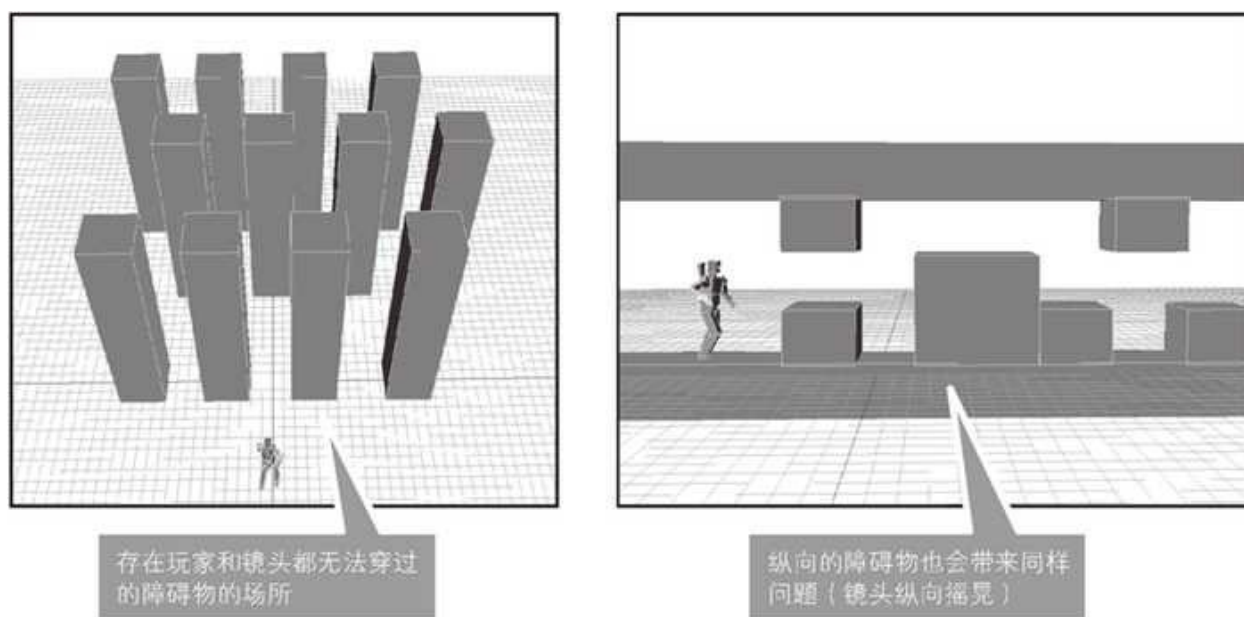 存在玩家和镜头都无法穿过
的障碍物的场所
纵向的障碍物也会带来同样
问题（镜头纵向摇晃）